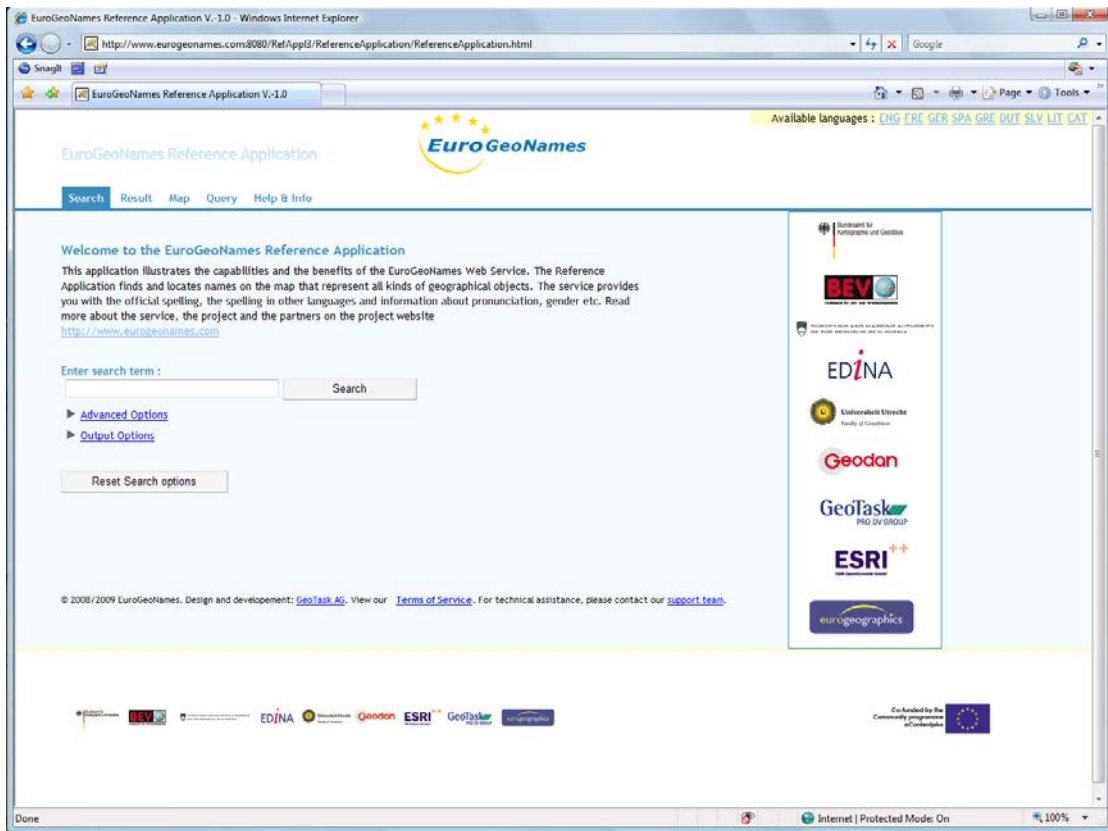 EuroGeoNames Reference Application V.-1.0 - Windows Internet Explorer
http://www.eurogeonames.com:8080/RefAppl3/ReferenceApplication/ReferenceApplication.html
Google
SnagIt
EuroGeoNames Reference Application V.-1.0
Page
Tools
Available languages : ENG FRE GER SPA GRE DUT SLV LIT CAT
EuroGeoNames
EuroGeoNames Reference Application
Search Result Map Query Help & Info
Welcome to the EuroGeoNames Reference Application
This application illustrates the capabilities and the benefits of the EuroGeoNames Web Service. The Reference
Application finds and locates names on the map that represent all kinds of geographical objects. The service provides
you with the official spelling, the spelling in other languages and information about pronunciation, gender etc. Read
more about the service, the project and the partners on the project website
http://www.eurogeonames.com
Enter search term :
Search
Advanced Options
Output Options
Reset Search options
© 2008/2009 EuroGeoNames. Design and developement: GeoTask AG. View our Terms of Service. For technical assistance, please contact our support team.
Bundesamt für
Kartographie und Geodäsie
BEV
EDINA
Universiteit Utrecht
Faculty of Geosciences
Geodan
GeoTask
PRO DV GROUP
ESRI++
eurogeographics
BEV
EDINA
Geodan
ESRI++
GeoTask
eurogeographics
Co-funded by the
Community programme
eContentplus
Done
Internet | Protected Mode: On
100%